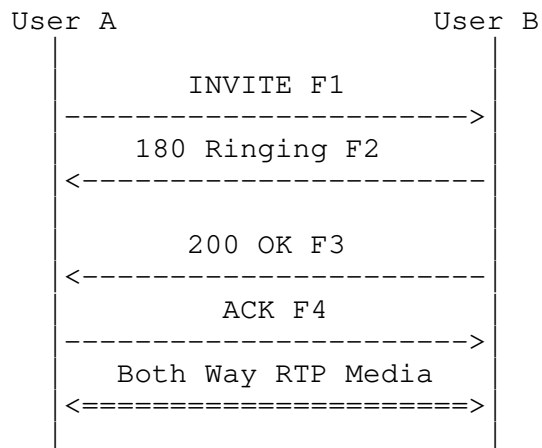 User A User B
INVITE F1
180 Ringing F2
200 OK F3
ACK F4
Both Way RTP Media